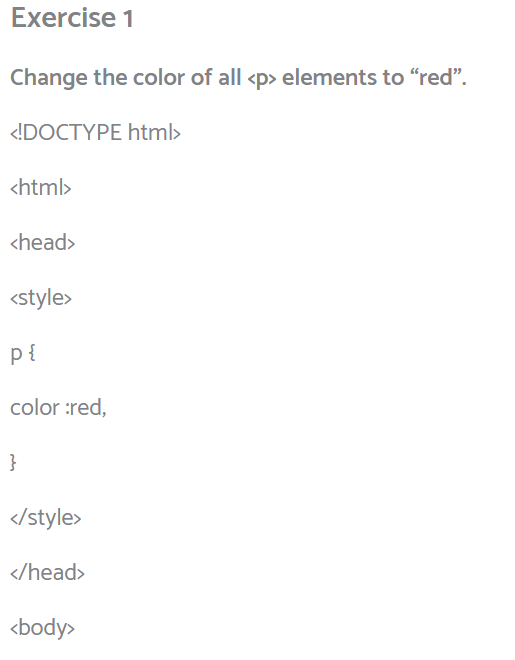 Exercise 1
Change the color of all <p> elements to “red”.
<!DOCTYPE html>
<html>
<head>
<style>
p {
color :red,
}
</style>
</head>
<body>